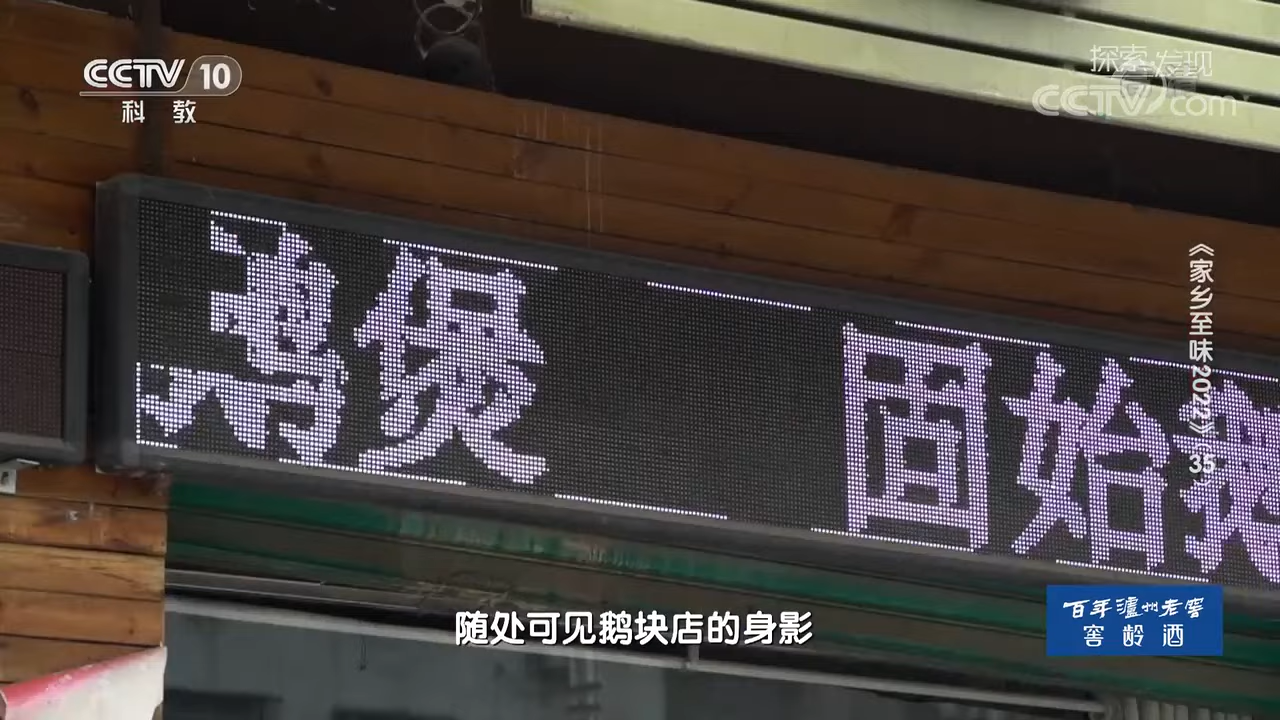 CCTV 10
科教
探索发现
CCTV.com
煲 固始鹅
《家乡至味2022》 35
随处可见鹅块店的身影
百年泸州老窖
窖龄酒